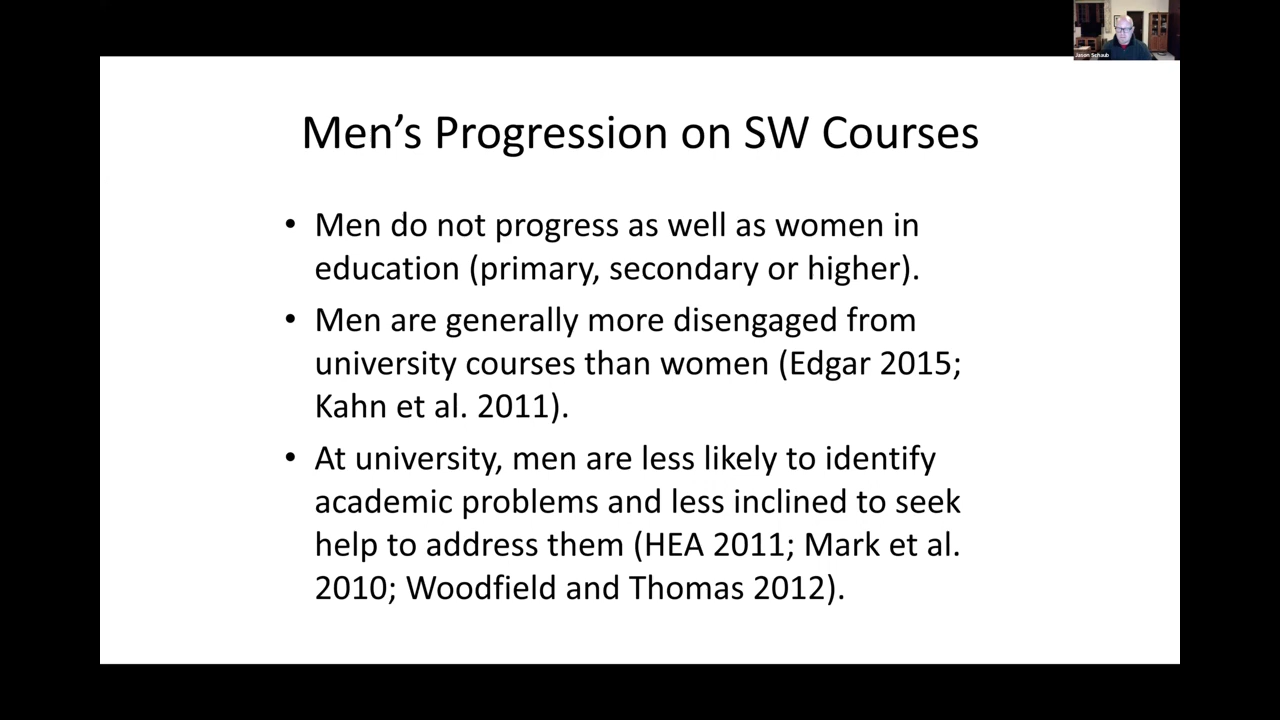 Jason Schaub
Men’s Progression on SW Courses
• Men do not progress as well as women in
education (primary, secondary or higher).
• Men are generally more disengaged from
university courses than women (Edgar 2015;
Kahn et al. 2011).
• At university, men are less likely to identify
academic problems and less inclined to seek
help to address them (HEA 2011; Mark et al.
2010; Woodfield and Thomas 2012).